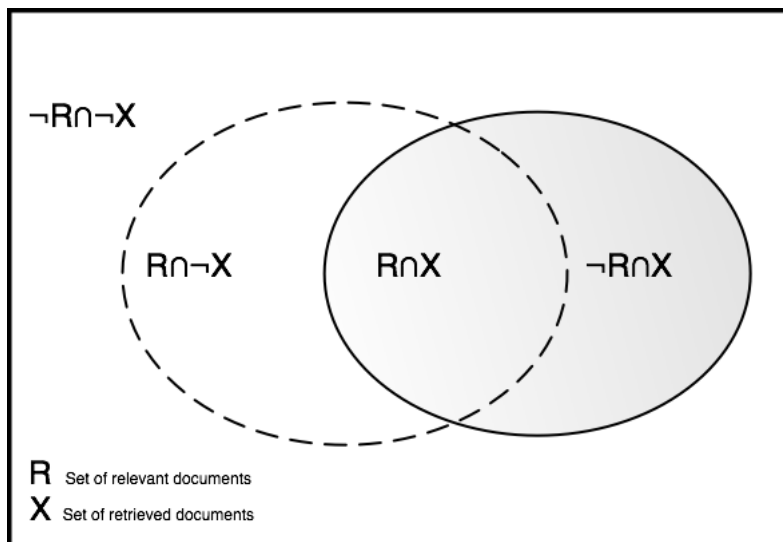 ¬R∩¬X
R∩¬X R∩X ¬R∩X
R Set of relevant documents
X Set of retrieved documents